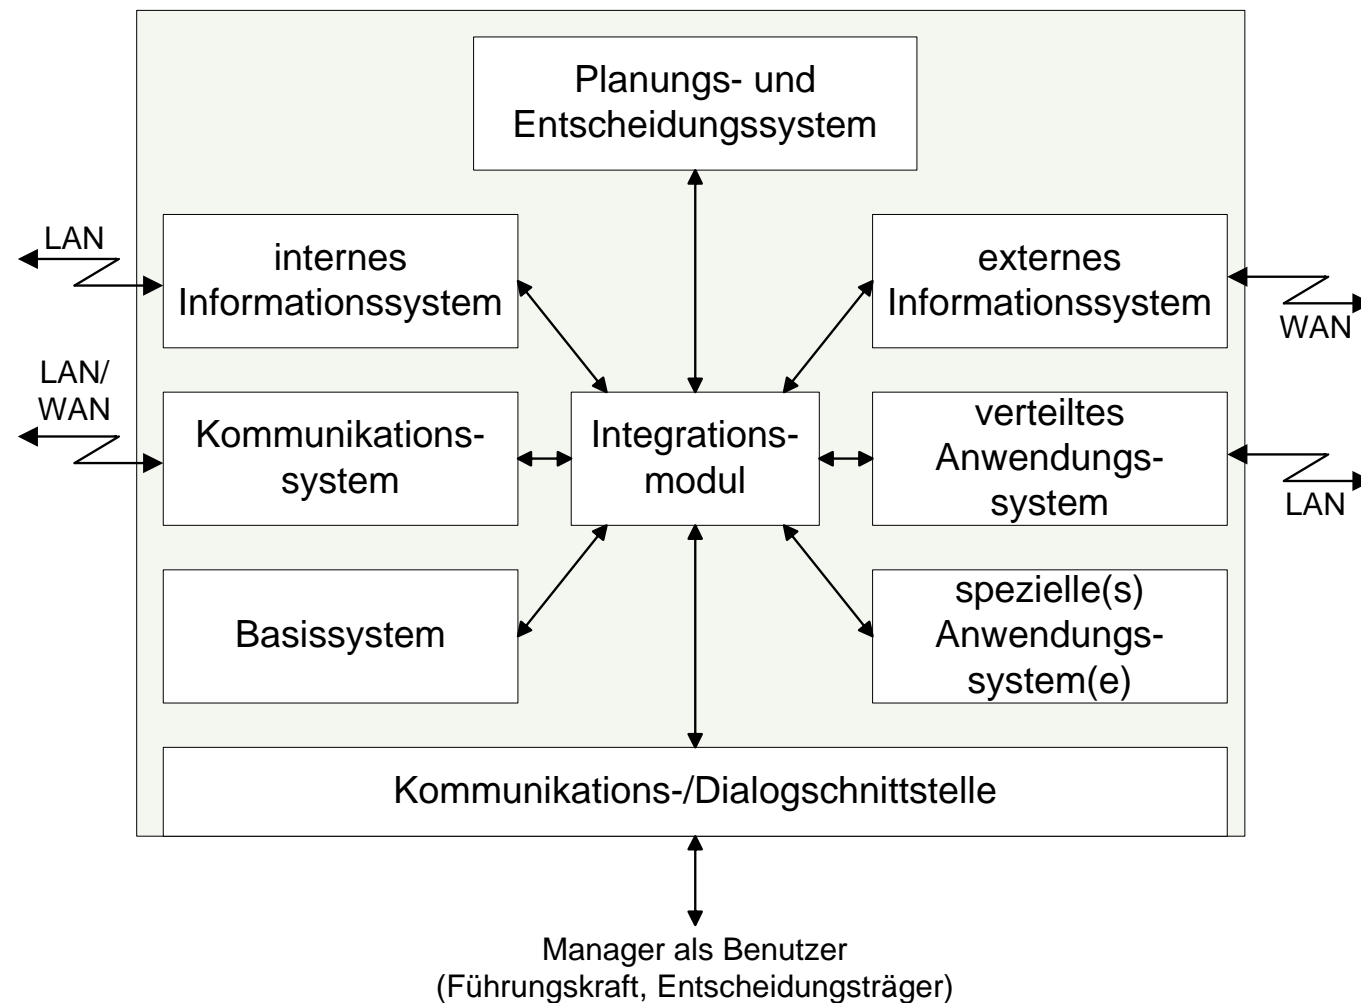 Planungs- und
Entscheidungssystem
LAN
internes
Informationssystem
externes
Informationssystem
WAN
LAN/
WAN
Kommunikations-
system
Integrations-
modul
verteiltes
Anwendungs-
system
LAN
Basissystem
spezielle(s)
Anwendungs-
system(e)
Kommunikations-/Dialogschnittstelle
Manager als Benutzer
(Führungskraft, Entscheidungsträger)